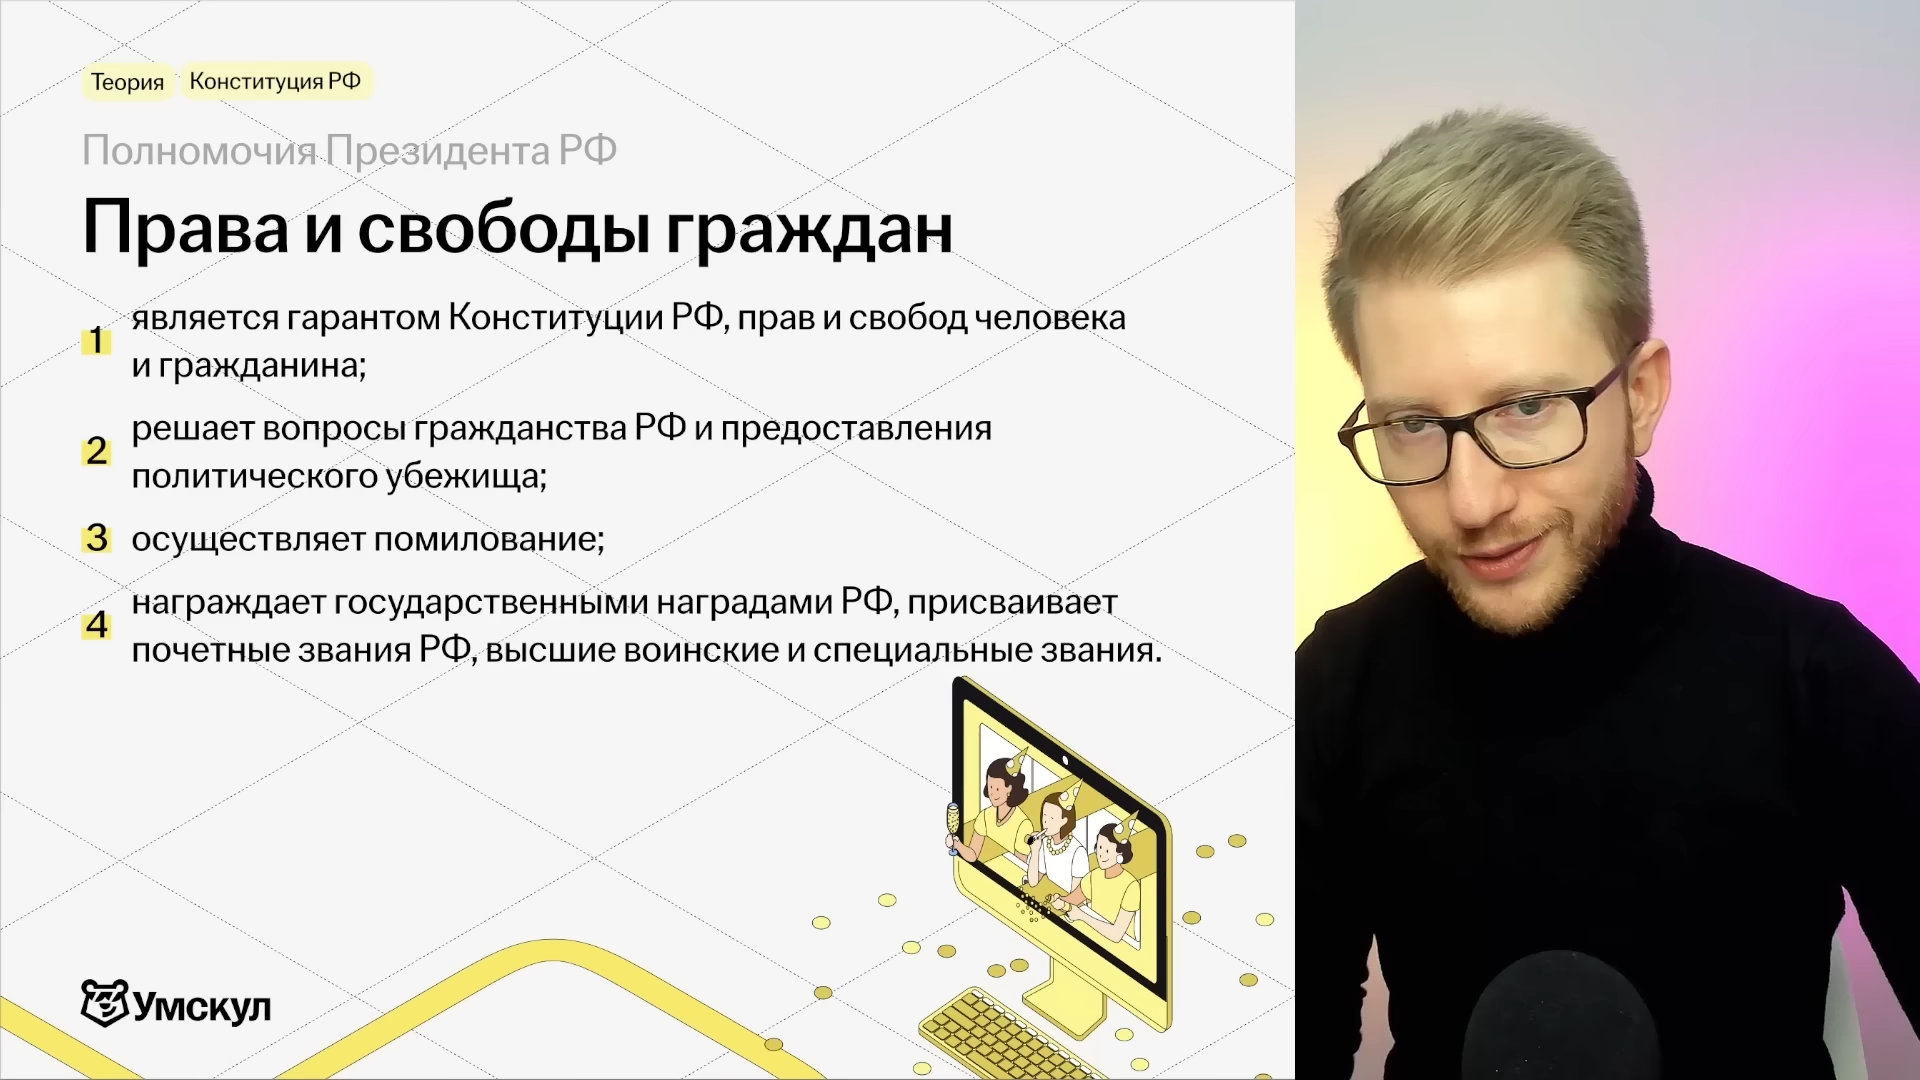 Теория
Конституция РФ
Полномочия Президента РФ
Права и свободы граждан
1 является гарантом Конституции РФ, прав и свобод человека
и гражданина;
2 решает вопросы гражданства РФ и предоставления
политического убежища;
3 осуществляет помилование;
4 награждает государственными наградами РФ, присваивает
почетные звания РФ, высшие воинские и специальные звания.
Умскул